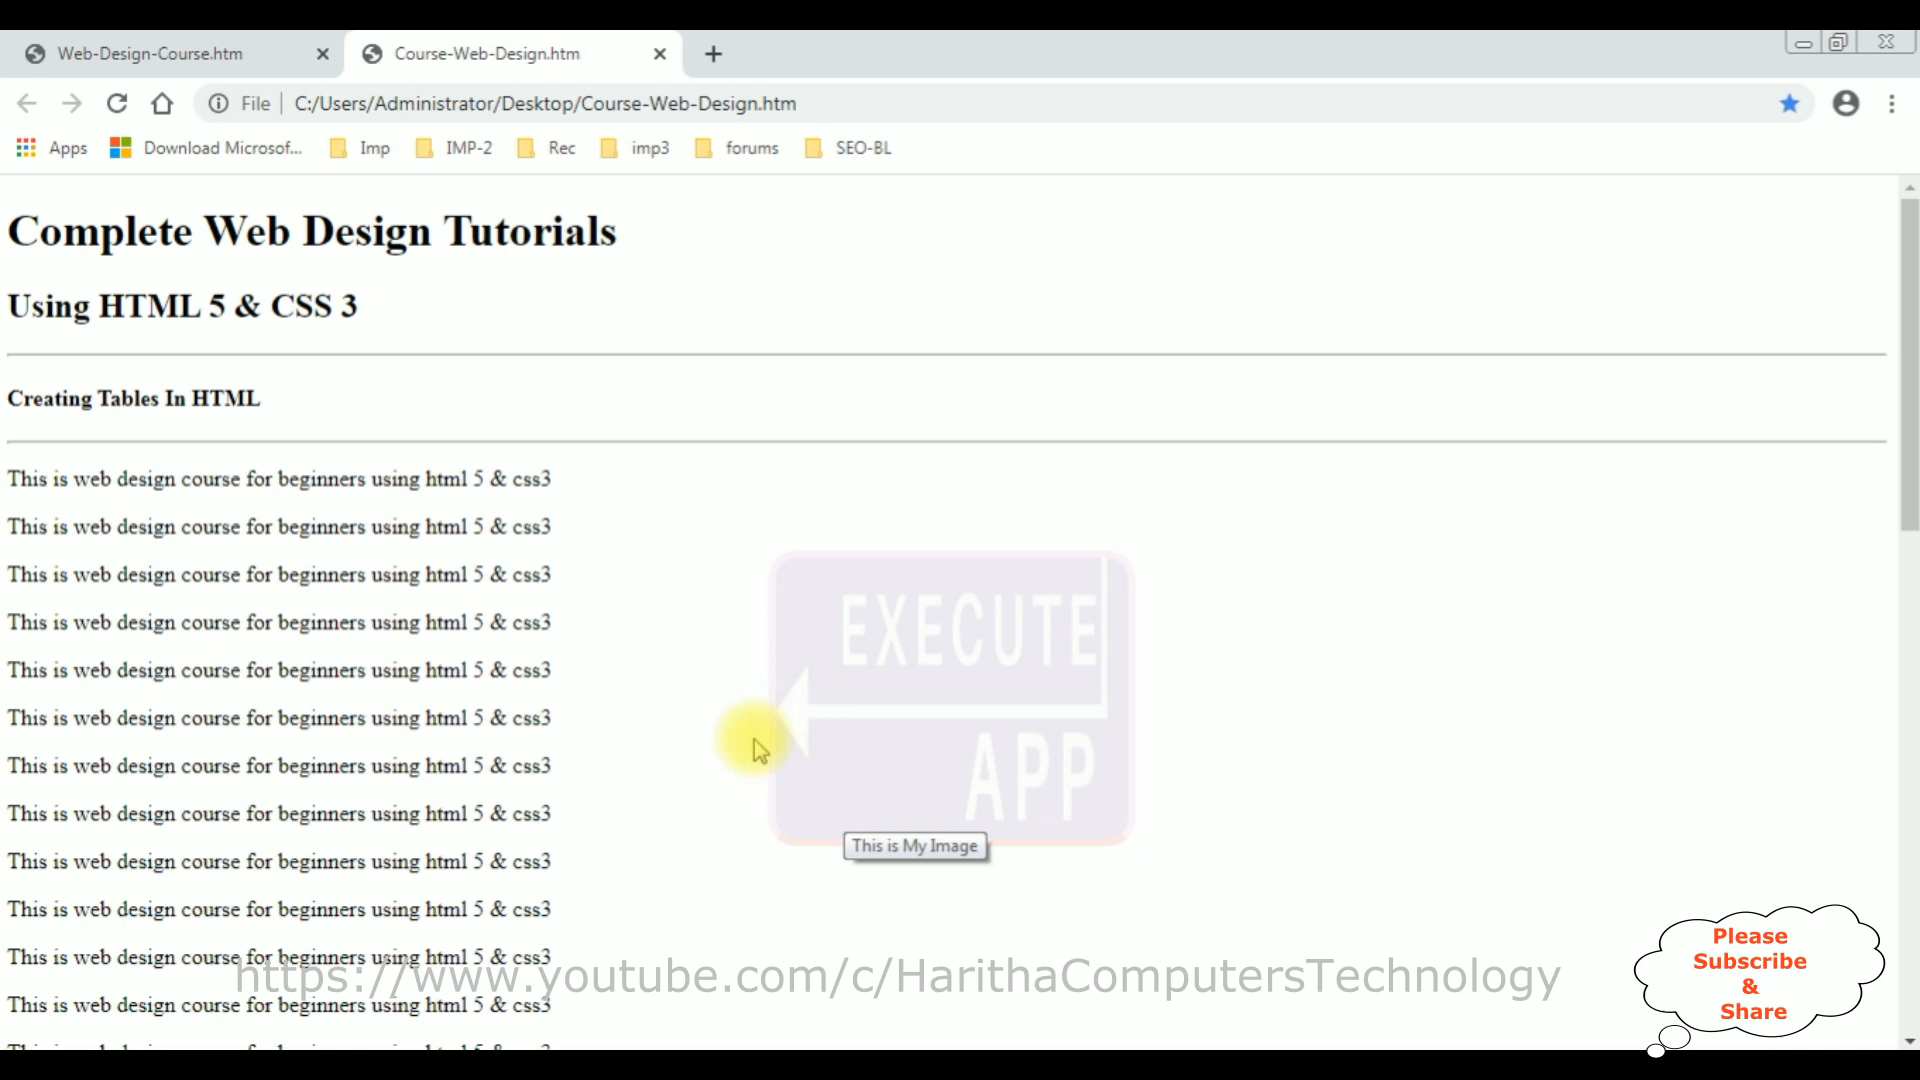 Web-Design-Course.htm
Course-Web-Design.htm
File
C:/Users/Administrator/Desktop/Course-Web-Design.htm
Apps
Download Microsof...
Imp
IMP-2
Rec
imp3
forums
SEO-BL
Complete Web Design Tutorials
Using HTML 5 & CSS 3
Creating Tables In HTML
This is web design course for beginners using html 5 & css3
This is web design course for beginners using html 5 & css3
This is web design course for beginners using html 5 & css3
This is web design course for beginners using html 5 & css3
This is web design course for beginners using html 5 & css3
This is web design course for beginners using html 5 & css3
This is web design course for beginners using html 5 & css3
This is web design course for beginners using html 5 & css3
This is web design course for beginners using html 5 & css3
This is web design course for beginners using html 5 & css3
This is web design course for beginners using html 5 & css3
This is web design course for beginners using html 5 & css3
EXECUTE
APP
This is My Image
https://www.youtube.com/c/HarithaComputersTechnology
Please
Subscribe
&
Share